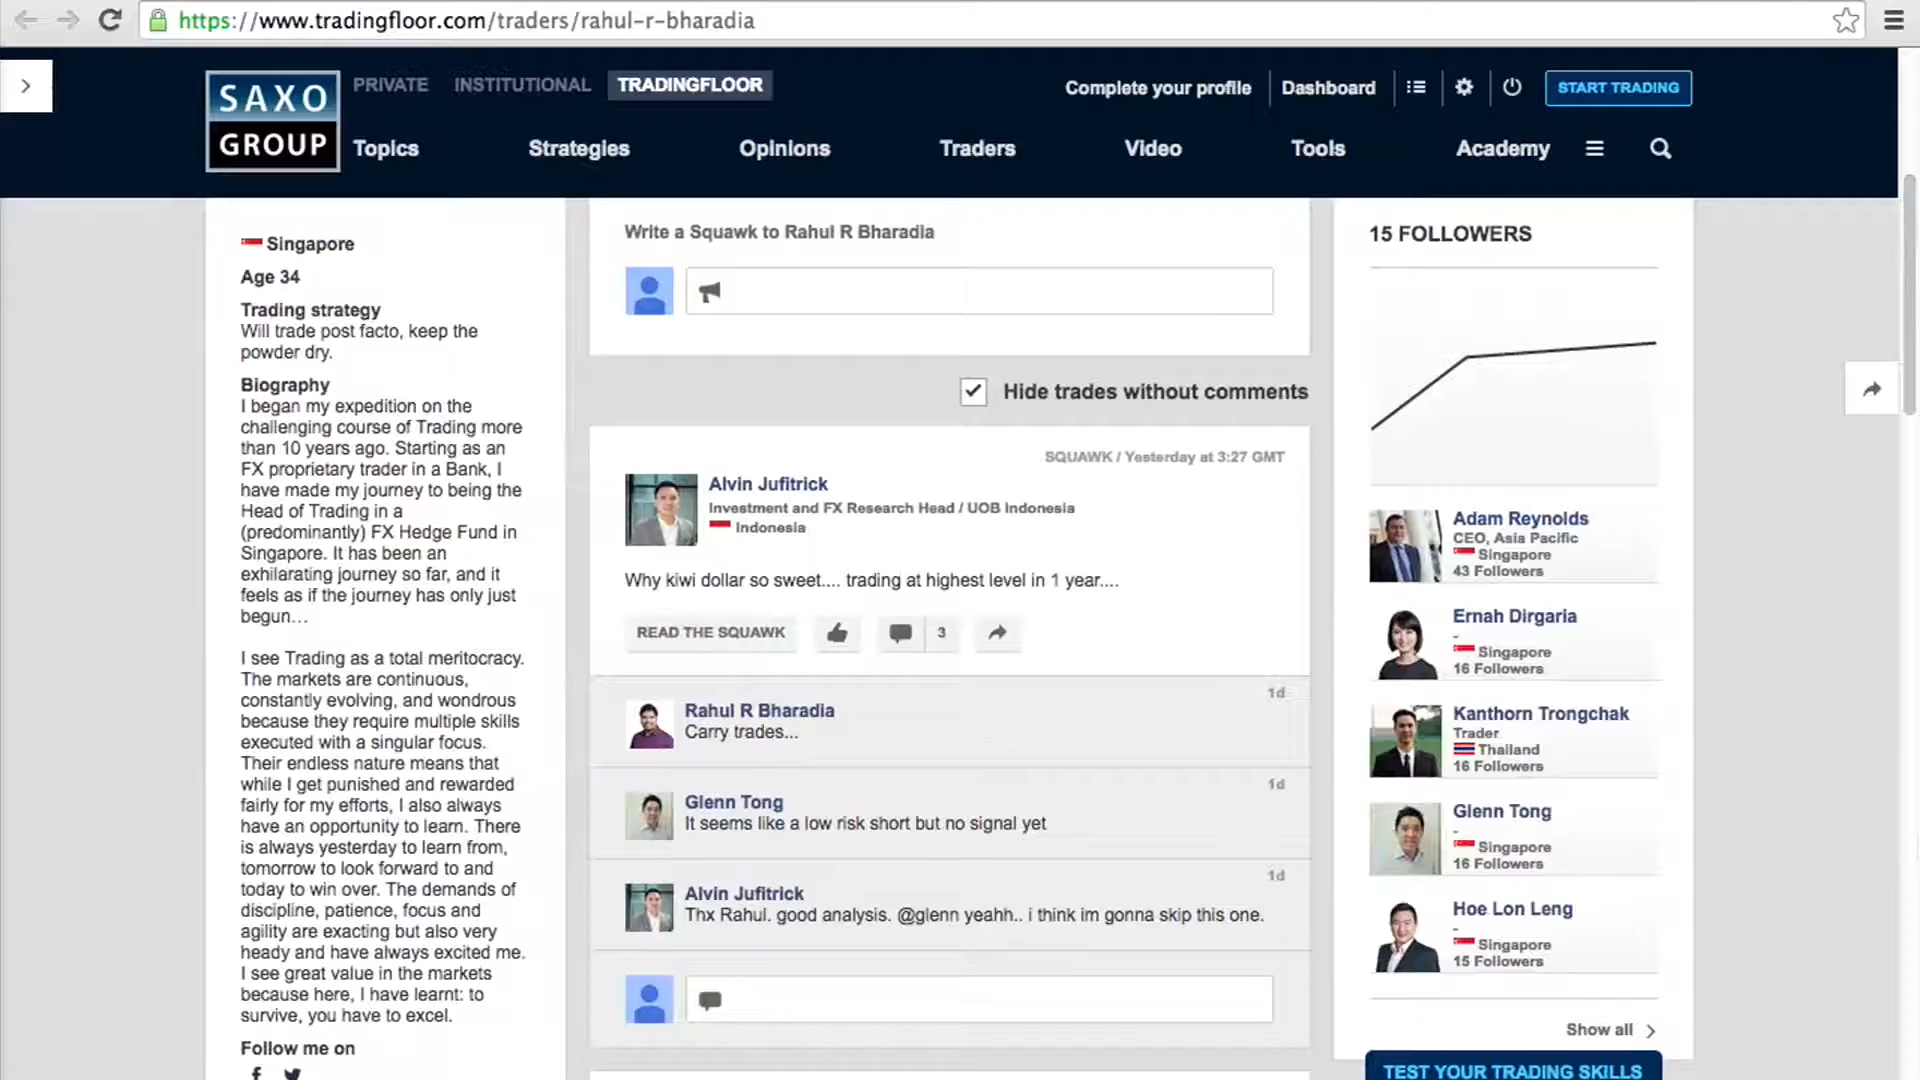 https://www.tradingfloor.com/traders/rahul-r-bharadia
SAXO
GROUP
PRIVATE
INSTITUTIONAL
TRADINGFLOOR
Complete your profile
Dashboard
START TRADING
Topics
Strategies
Opinions
Traders
Video
Tools
Academy
Singapore
Age 34
Trading strategy
Will trade post facto, keep the
powder dry.
Biography
I began my expedition on the
challenging course of Trading more
than 10 years ago. Starting as an
FX proprietary trader in a Bank, I
have made my journey to being the
Head of Trading in a
(predominantly) FX Hedge Fund in
Singapore. It has been an
exhilarating journey so far, and it
feels as if the journey has only just
begun...
I see Trading as a total meritocracy.
The markets are continuous,
constantly evolving, and wondrous
because they require multiple skills
executed with a singular focus.
Their endless nature means that
while I get punished and rewarded
fairly for my efforts, I also always
have an opportunity to learn. There
is always yesterday to learn from,
tomorrow to look forward to and
today to win over. The demands of
discipline, patience, focus and
agility are exacting but also very
heady and have always excited me.
I see great value in the markets
because here, I have learnt: to
survive, you have to excel.
Follow me on
Write a Squawk to Rahul R Bharadia
Hide trades without comments
SQUAWK / Yesterday at 3:27 GMT
Alvin Jufitrick
Investment and FX Research Head / UOB Indonesia
Indonesia
Why kiwi dollar so sweet.... trading at highest level in 1 year....
READ THE SQUAWK
3
1d
Rahul R Bharadia
Carry trades...
1d
Glenn Tong
It seems like a low risk short but no signal yet
1d
Alvin Jufitrick
Thx Rahul. good analysis. @glenn yeahh.. i think im gonna skip this one.
15 FOLLOWERS
Adam Reynolds
CEO, Asia Pacific
Singapore
43 Followers
Ernah Dirgaria
-
Singapore
16 Followers
Kanthorn Trongchak
Trader
Thailand
16 Followers
Glenn Tong
-
Singapore
16 Followers
Hoe Lon Leng
-
Singapore
15 Followers
Show all
TEST YOUR TRADING SKILLS